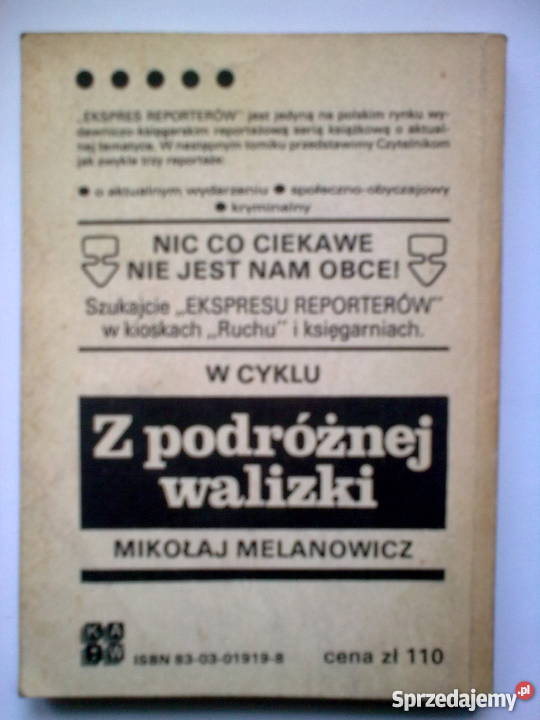 „EKSPRES REPORTERÓW” jest jedyną na polskim rynku wy-
dawniczo-księgarskim reportażową serią książkową o aktual-
nej tematyce. W następnym tomiku przedstawimy Czytelnikom
jak zwykle trzy reportaże:
● o aktualnym wydarzeniu ● społeczno-obyczajowy
● kryminalny
NIC CO CIEKAWE
NIE JEST NAM OBCE!
Szukajcie „EKSPRESU REPORTERÓW”
w kioskach „Ruchu” i księgarniach.
W CYKLU
Z podróżnej
walizki
MIKOŁAJ MELANOWICZ
KAW
ISBN 83-03-01919-8 cena zł 110
Sprzedajemy.pl